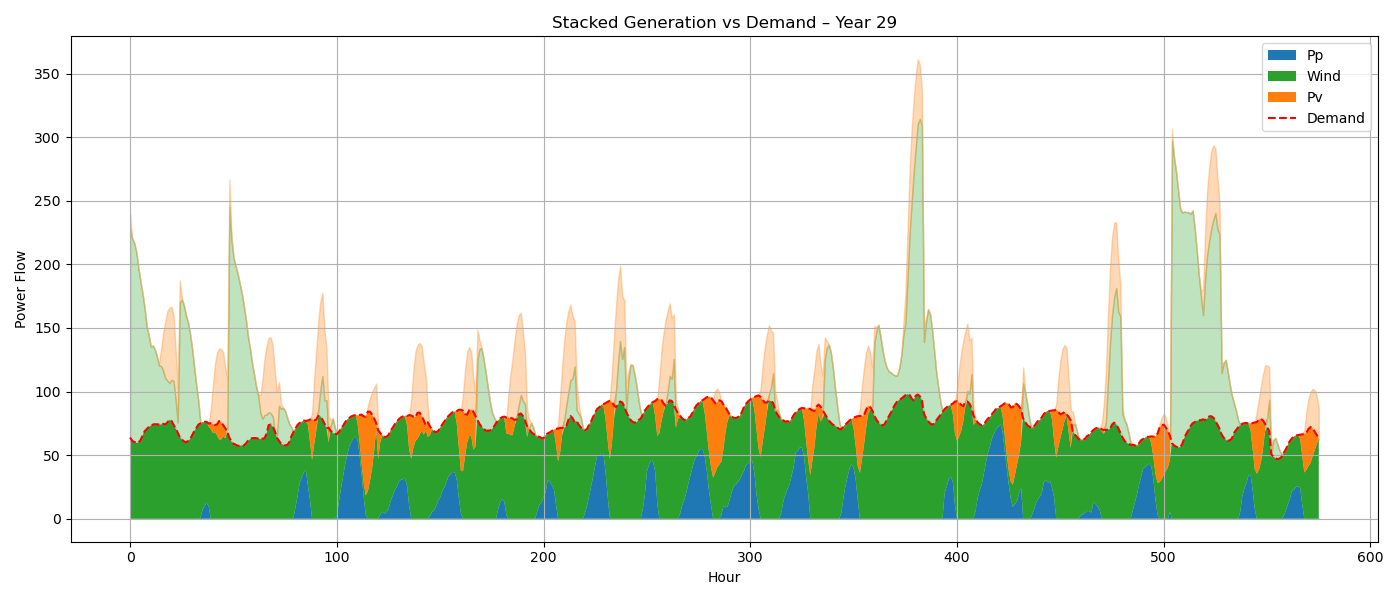 Stacked Generation vs Demand – Year 29
Pp
Wind
Pv
Demand
Power Flow
350
300
250
200
150
100
50
0
0 100 200 300 400 500 600
Hour